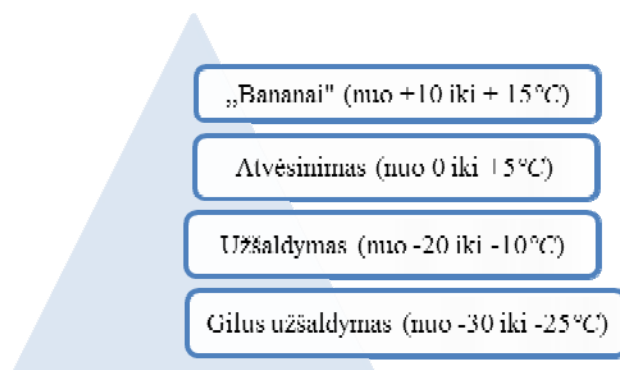 „Bananai" (nuo +10 iki + 15°C)
Atvėsinimas (nuo 0 iki +5°C)
Užšaldymas (nuo -20 iki -10°C)
Gilus užšaldymas (nuo -30 iki -25°C)